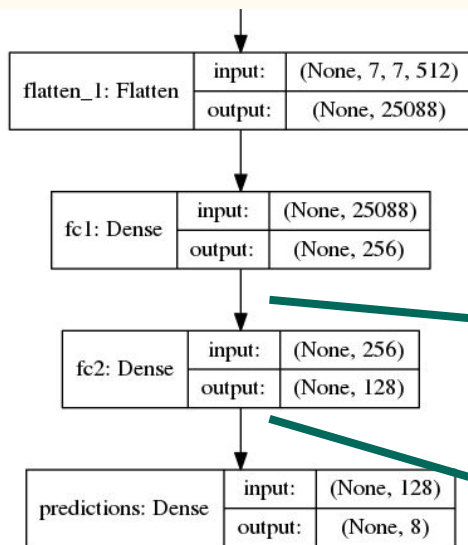 flatten_1: Flatten
input: (None, 7, 7, 512)
output: (None, 25088)
fc1: Dense
input: (None, 25088)
output: (None, 256)
fc2: Dense
input: (None, 256)
output: (None, 128)
predictions: Dense
input: (None, 128)
output: (None, 8)